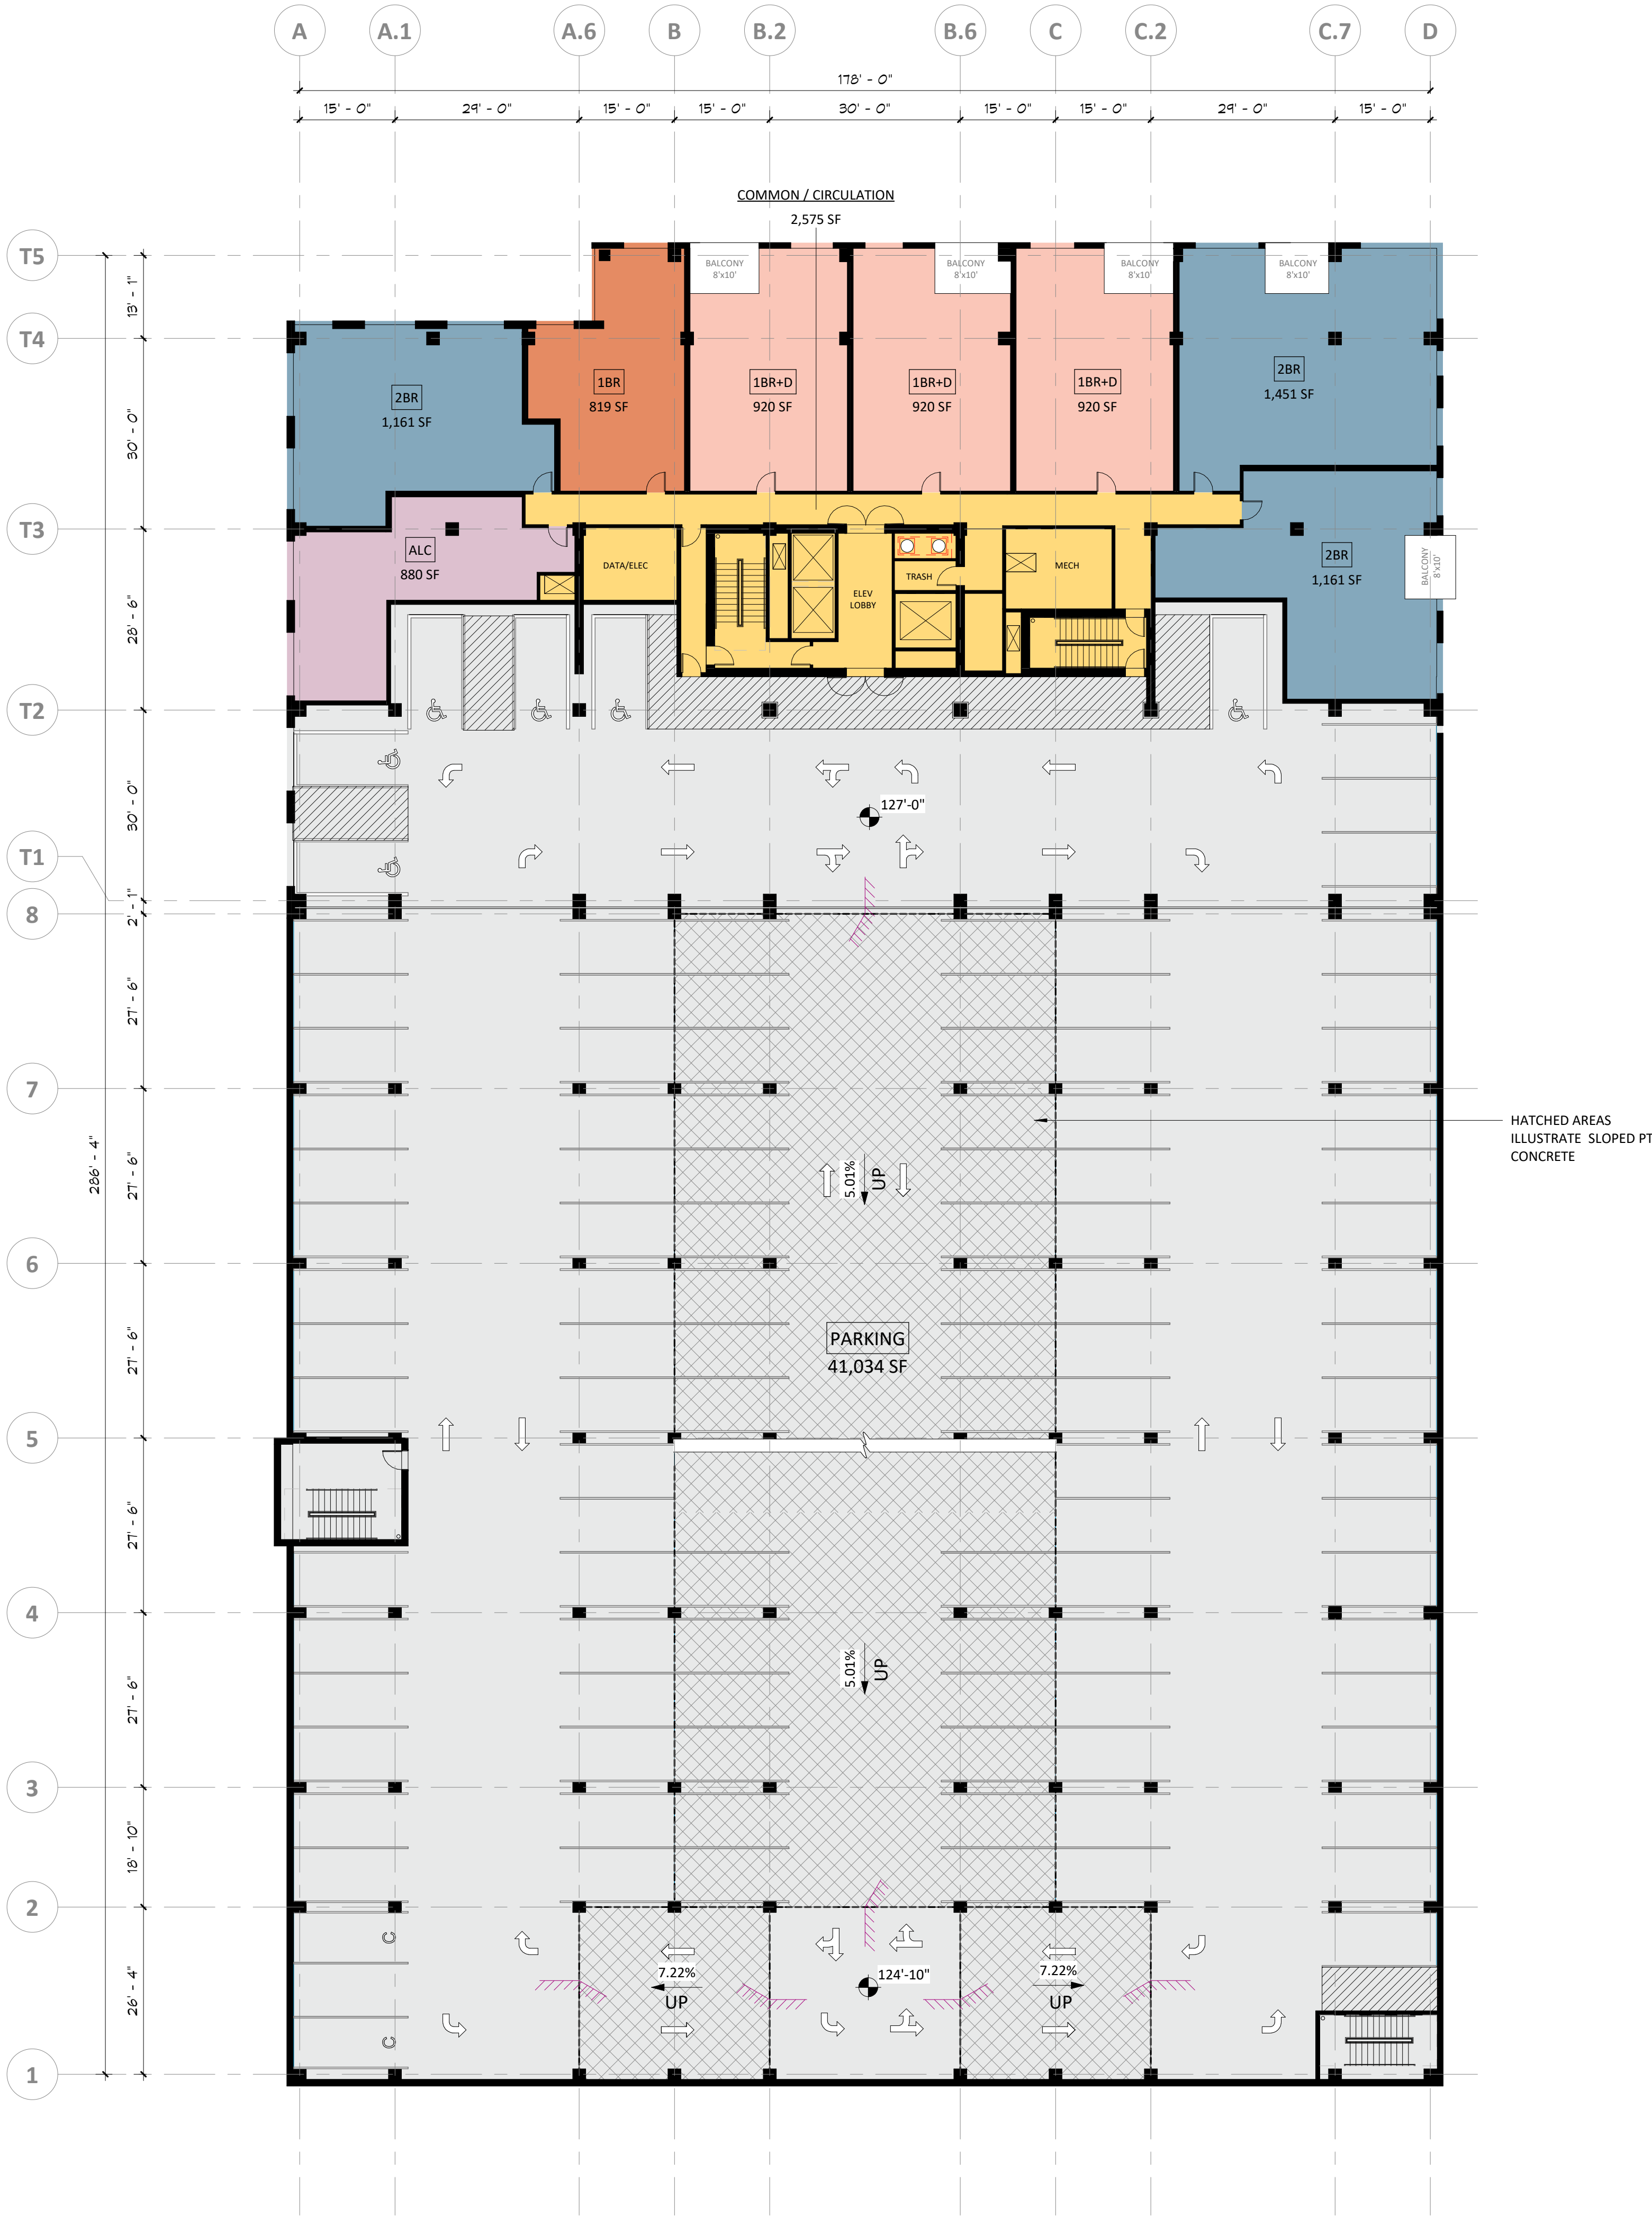 A A.1 A.6 B B.2 B.6 C C.2 C.7 D
178' - 0"
15' - 0" 29' - 0" 15' - 0" 15' - 0" 30' - 0" 15' - 0" 15' - 0" 29' - 0" 15' - 0"
COMMON / CIRCULATION
2,575 SF
T5
BALCONY
8'x10'
BALCONY
8'x10'
BALCONY
8'x10'
BALCONY
8'x10'
13' - 1"
T4
2BR
1,161 SF
1BR
819 SF
1BR+D
920 SF
1BR+D
920 SF
1BR+D
920 SF
2BR
1,451 SF
30' - 0"
T3
ALC
880 SF
DATA/ELEC
ELEV
LOBBY
TRASH
MECH
2BR
1,161 SF
BALCONY
8'x10'
28' - 6"
T2
30' - 0"
127'-0"
T1
2' - 1"
8
27' - 6"
7
HATCHED AREAS
ILLUSTRATE SLOPED PT
CONCRETE
286' - 4"
27' - 6"
5.01%
UP
6
27' - 6"
PARKING
41,034 SF
5
27' - 6"
4
27' - 6"
5.01%
UP
3
18' - 10"
2
C
26' - 4"
7.22%
UP
124'-10"
7.22%
UP
C
1